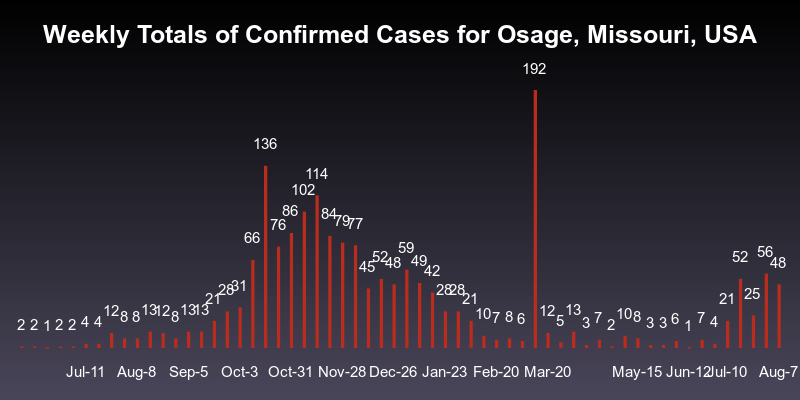 Weekly Totals of Confirmed Cases for Osage, Missouri, USA
192
136
114
102
86 84 79 77
76
66 59
52 49 52 56
45 48 42 48
21 28 31 28 28 21 21 25
2 2 1 2 2 4 4 12 8 8 13 12 8 13 13 10 7 8 6 12 5 13 3 7 2 10 8 3 3 6 1 7 4
Jul-11 Aug-8 Sep-5 Oct-3 Oct-31 Nov-28 Dec-26 Jan-23 Feb-20 Mar-20 May-15 Jun-12 Jul-10 Aug-7